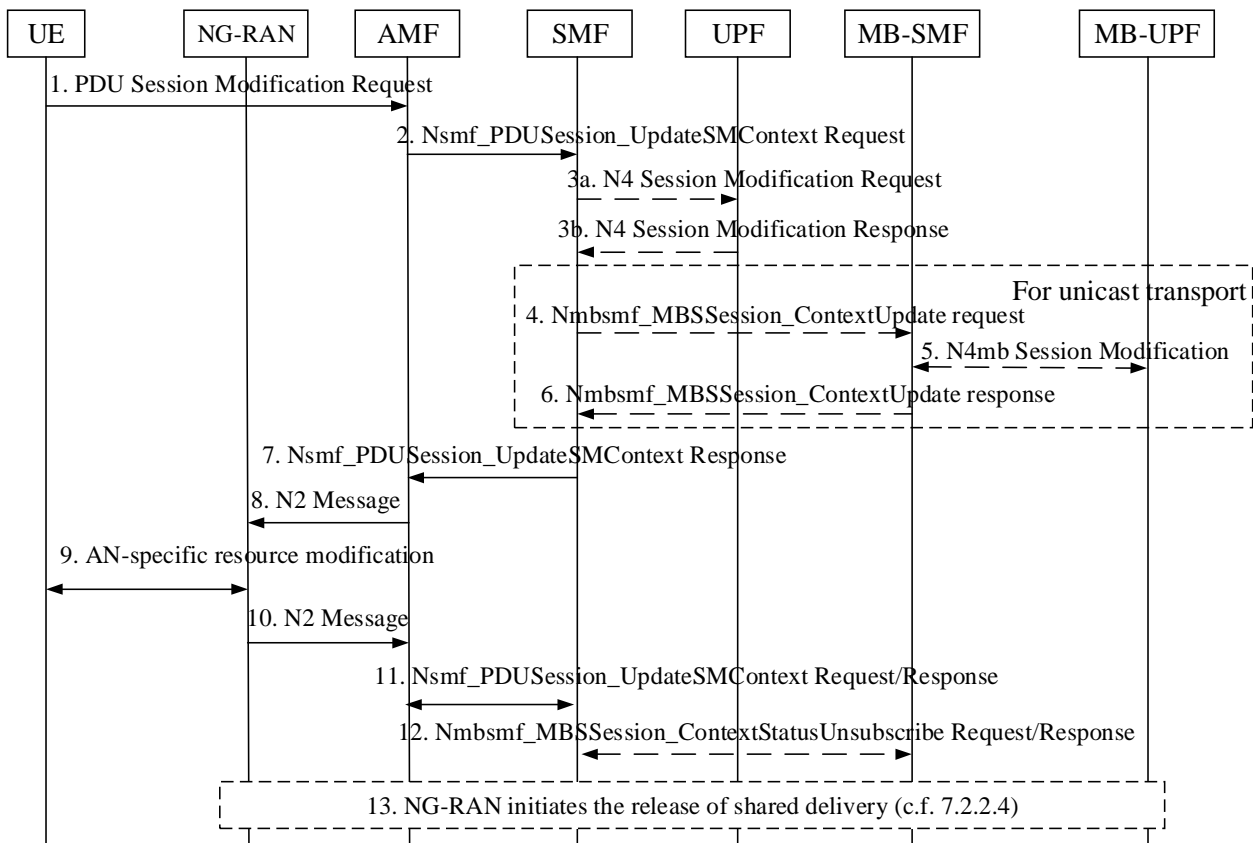 UE NG-RAN AMF SMF UPF MB-SMF MB-UPF
1. PDU Session Modification Request
2. Nsmf_PDUSession_UpdateSMContext Request
3a. N4 Session Modification Request
3b. N4 Session Modification Response
For unicast transport
4. Nmbsmf_MBSSession_ContextUpdate request
5. N4mb Session Modification
6. Nmbsmf_MBSSession_ContextUpdate response
7. Nsmf_PDUSession_UpdateSMContext Response
8. N2 Message
9. AN-specific resource modification
10. N2 Message
11. Nsmf_PDUSession_UpdateSMContext Request/Response
12. Nmbsmf_MBSSession_ContextStatusUnsubscribe Request/Response
13. NG-RAN initiates the release of shared delivery (c.f. 7.2.2.4)